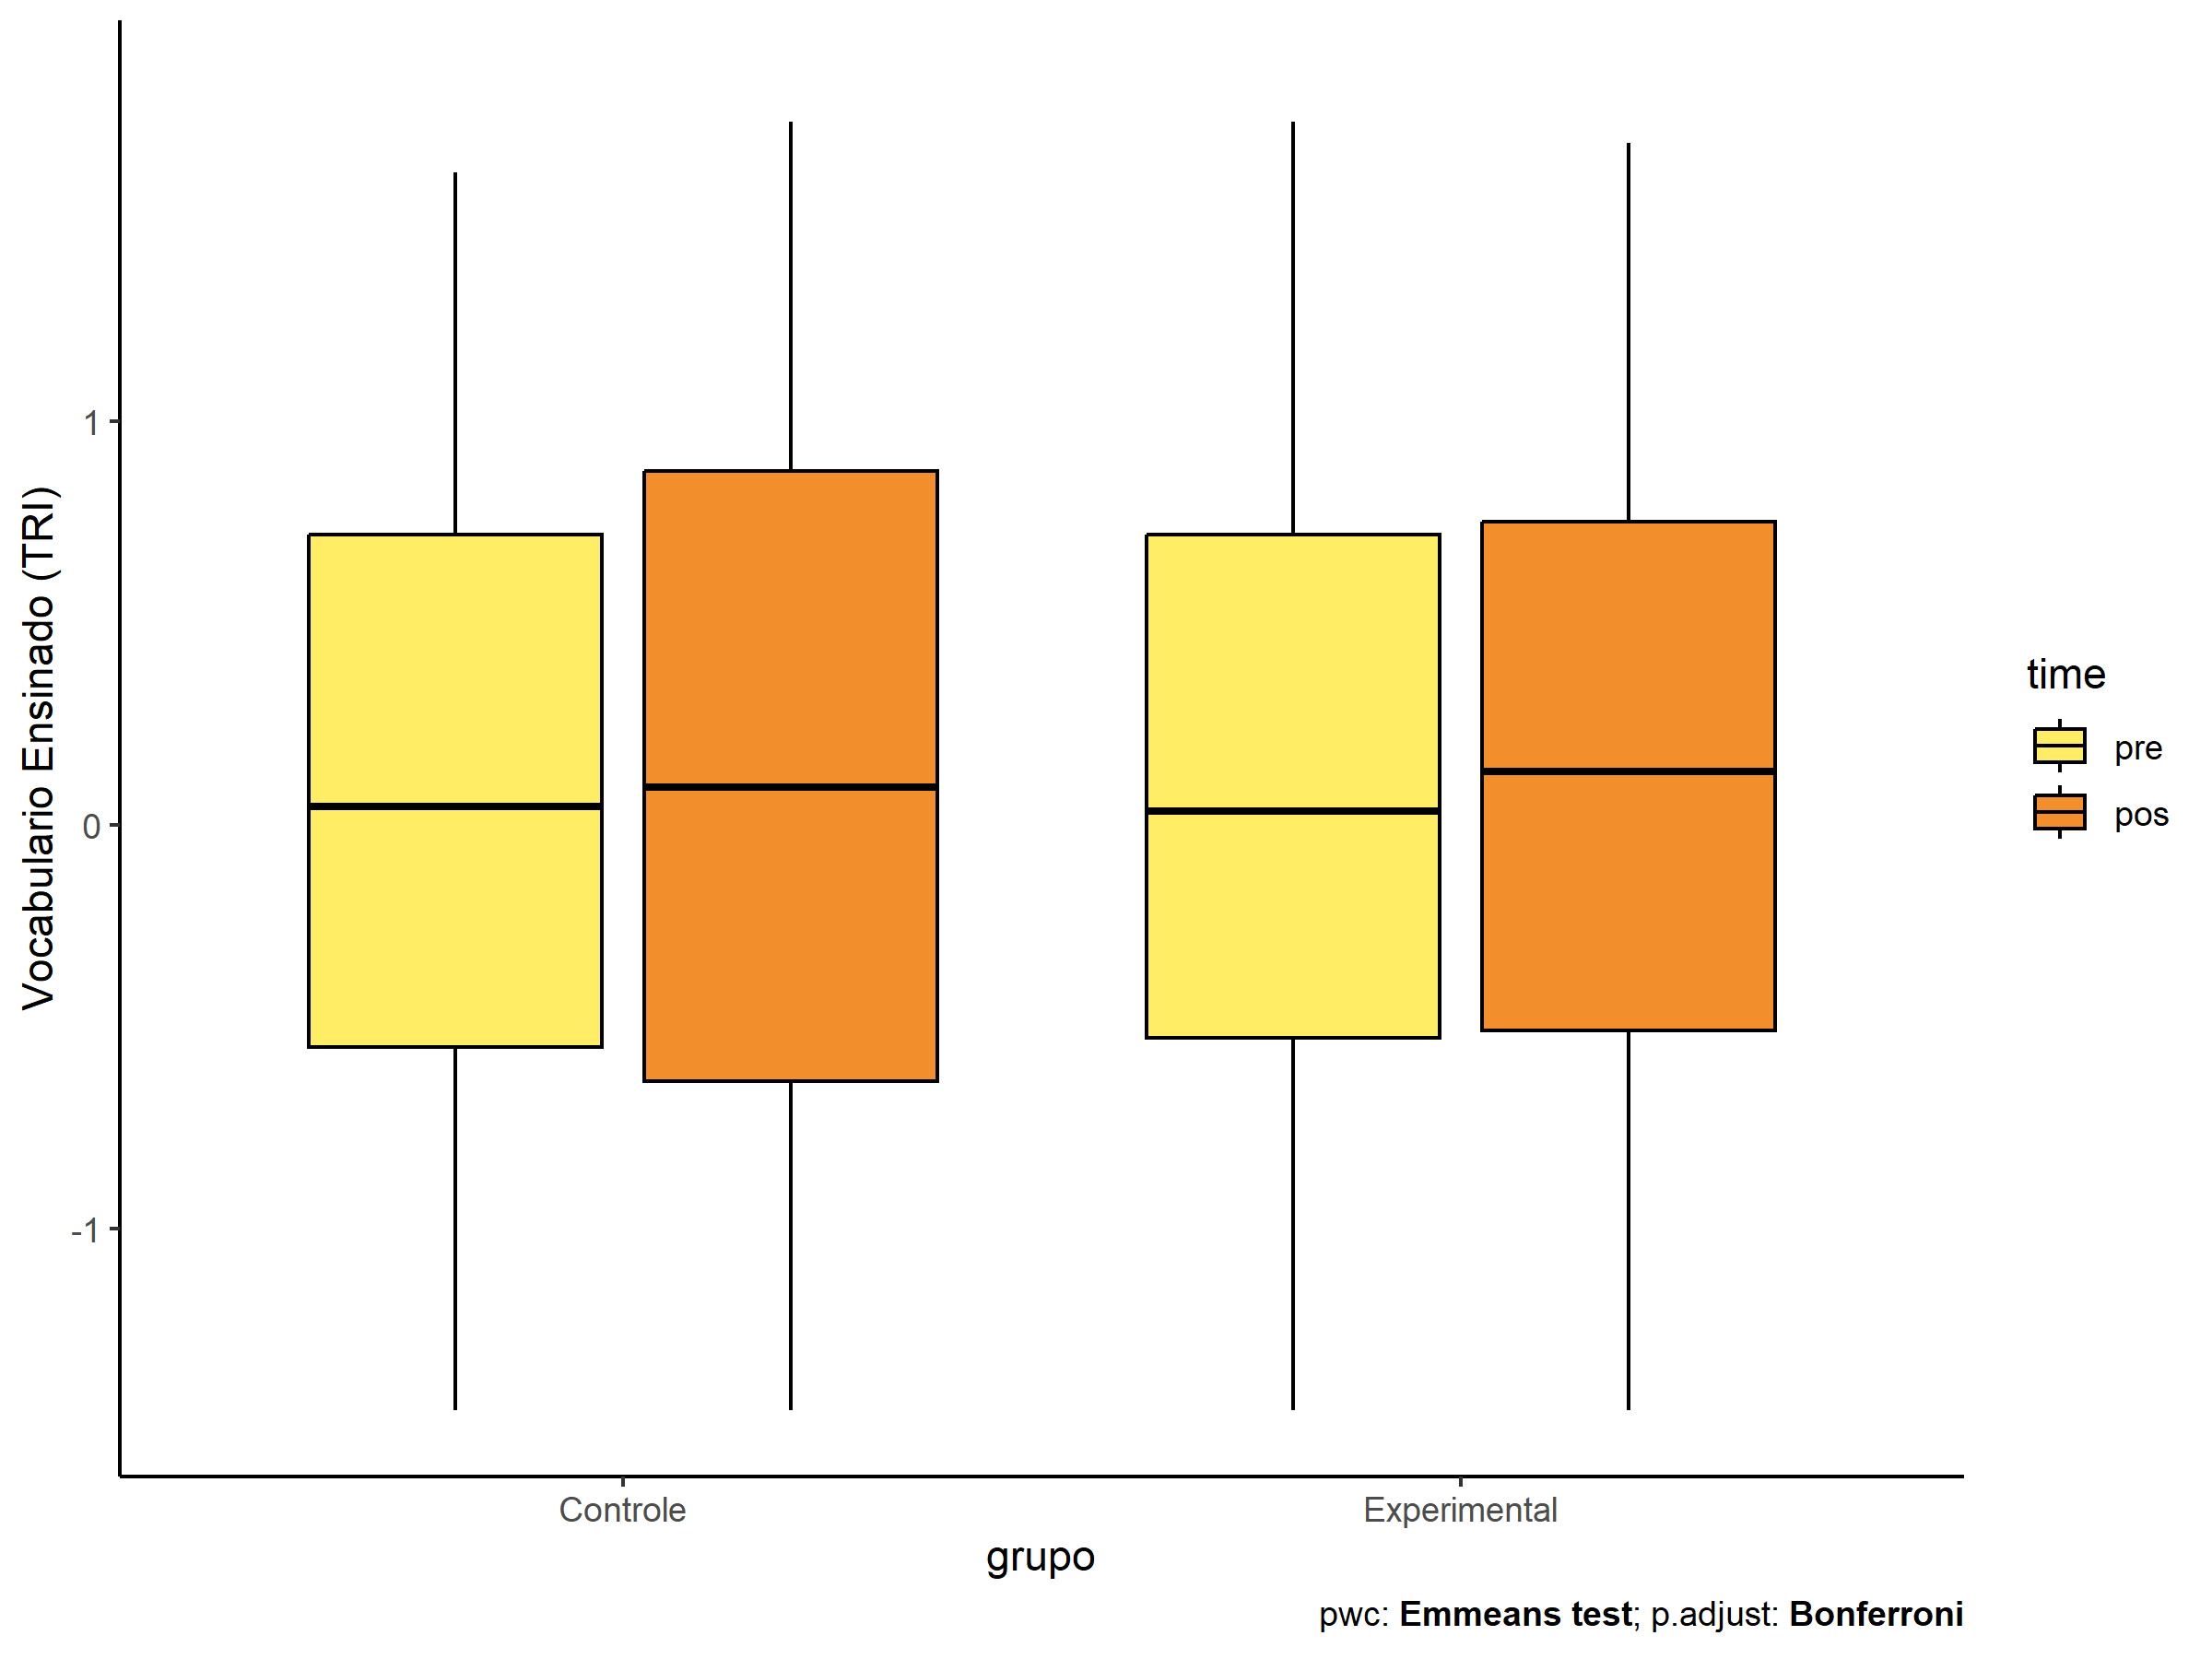 Vocabulario Ensinado (TRI)
1
0
-1
Controle
Experimental
grupo
time
pre
pos
pwc: Emmeans test; p.adjust: Bonferroni